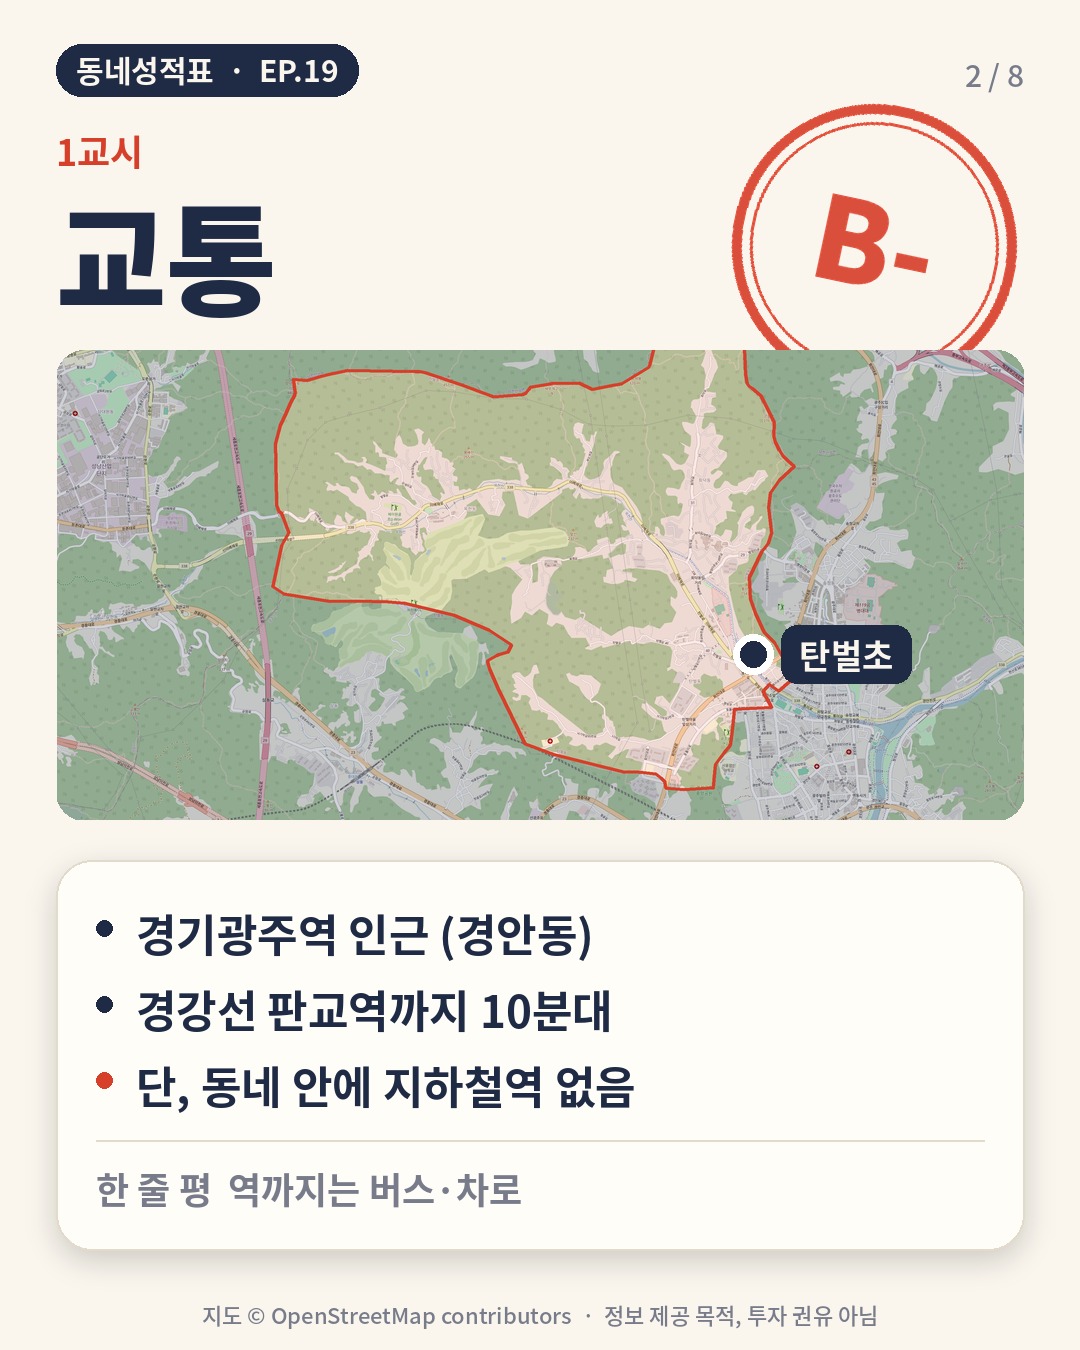 동네성적표 · EP.19
2 / 8
1교시
교통
B-
탄벌초
경기광주역 인근 (경안동)
경강선 판교역까지 10분대
단, 동네 안에 지하철역 없음
한 줄 평 역까지는 버스·차로
지도 © OpenStreetMap contributors · 정보 제공 목적, 투자 권유 아님